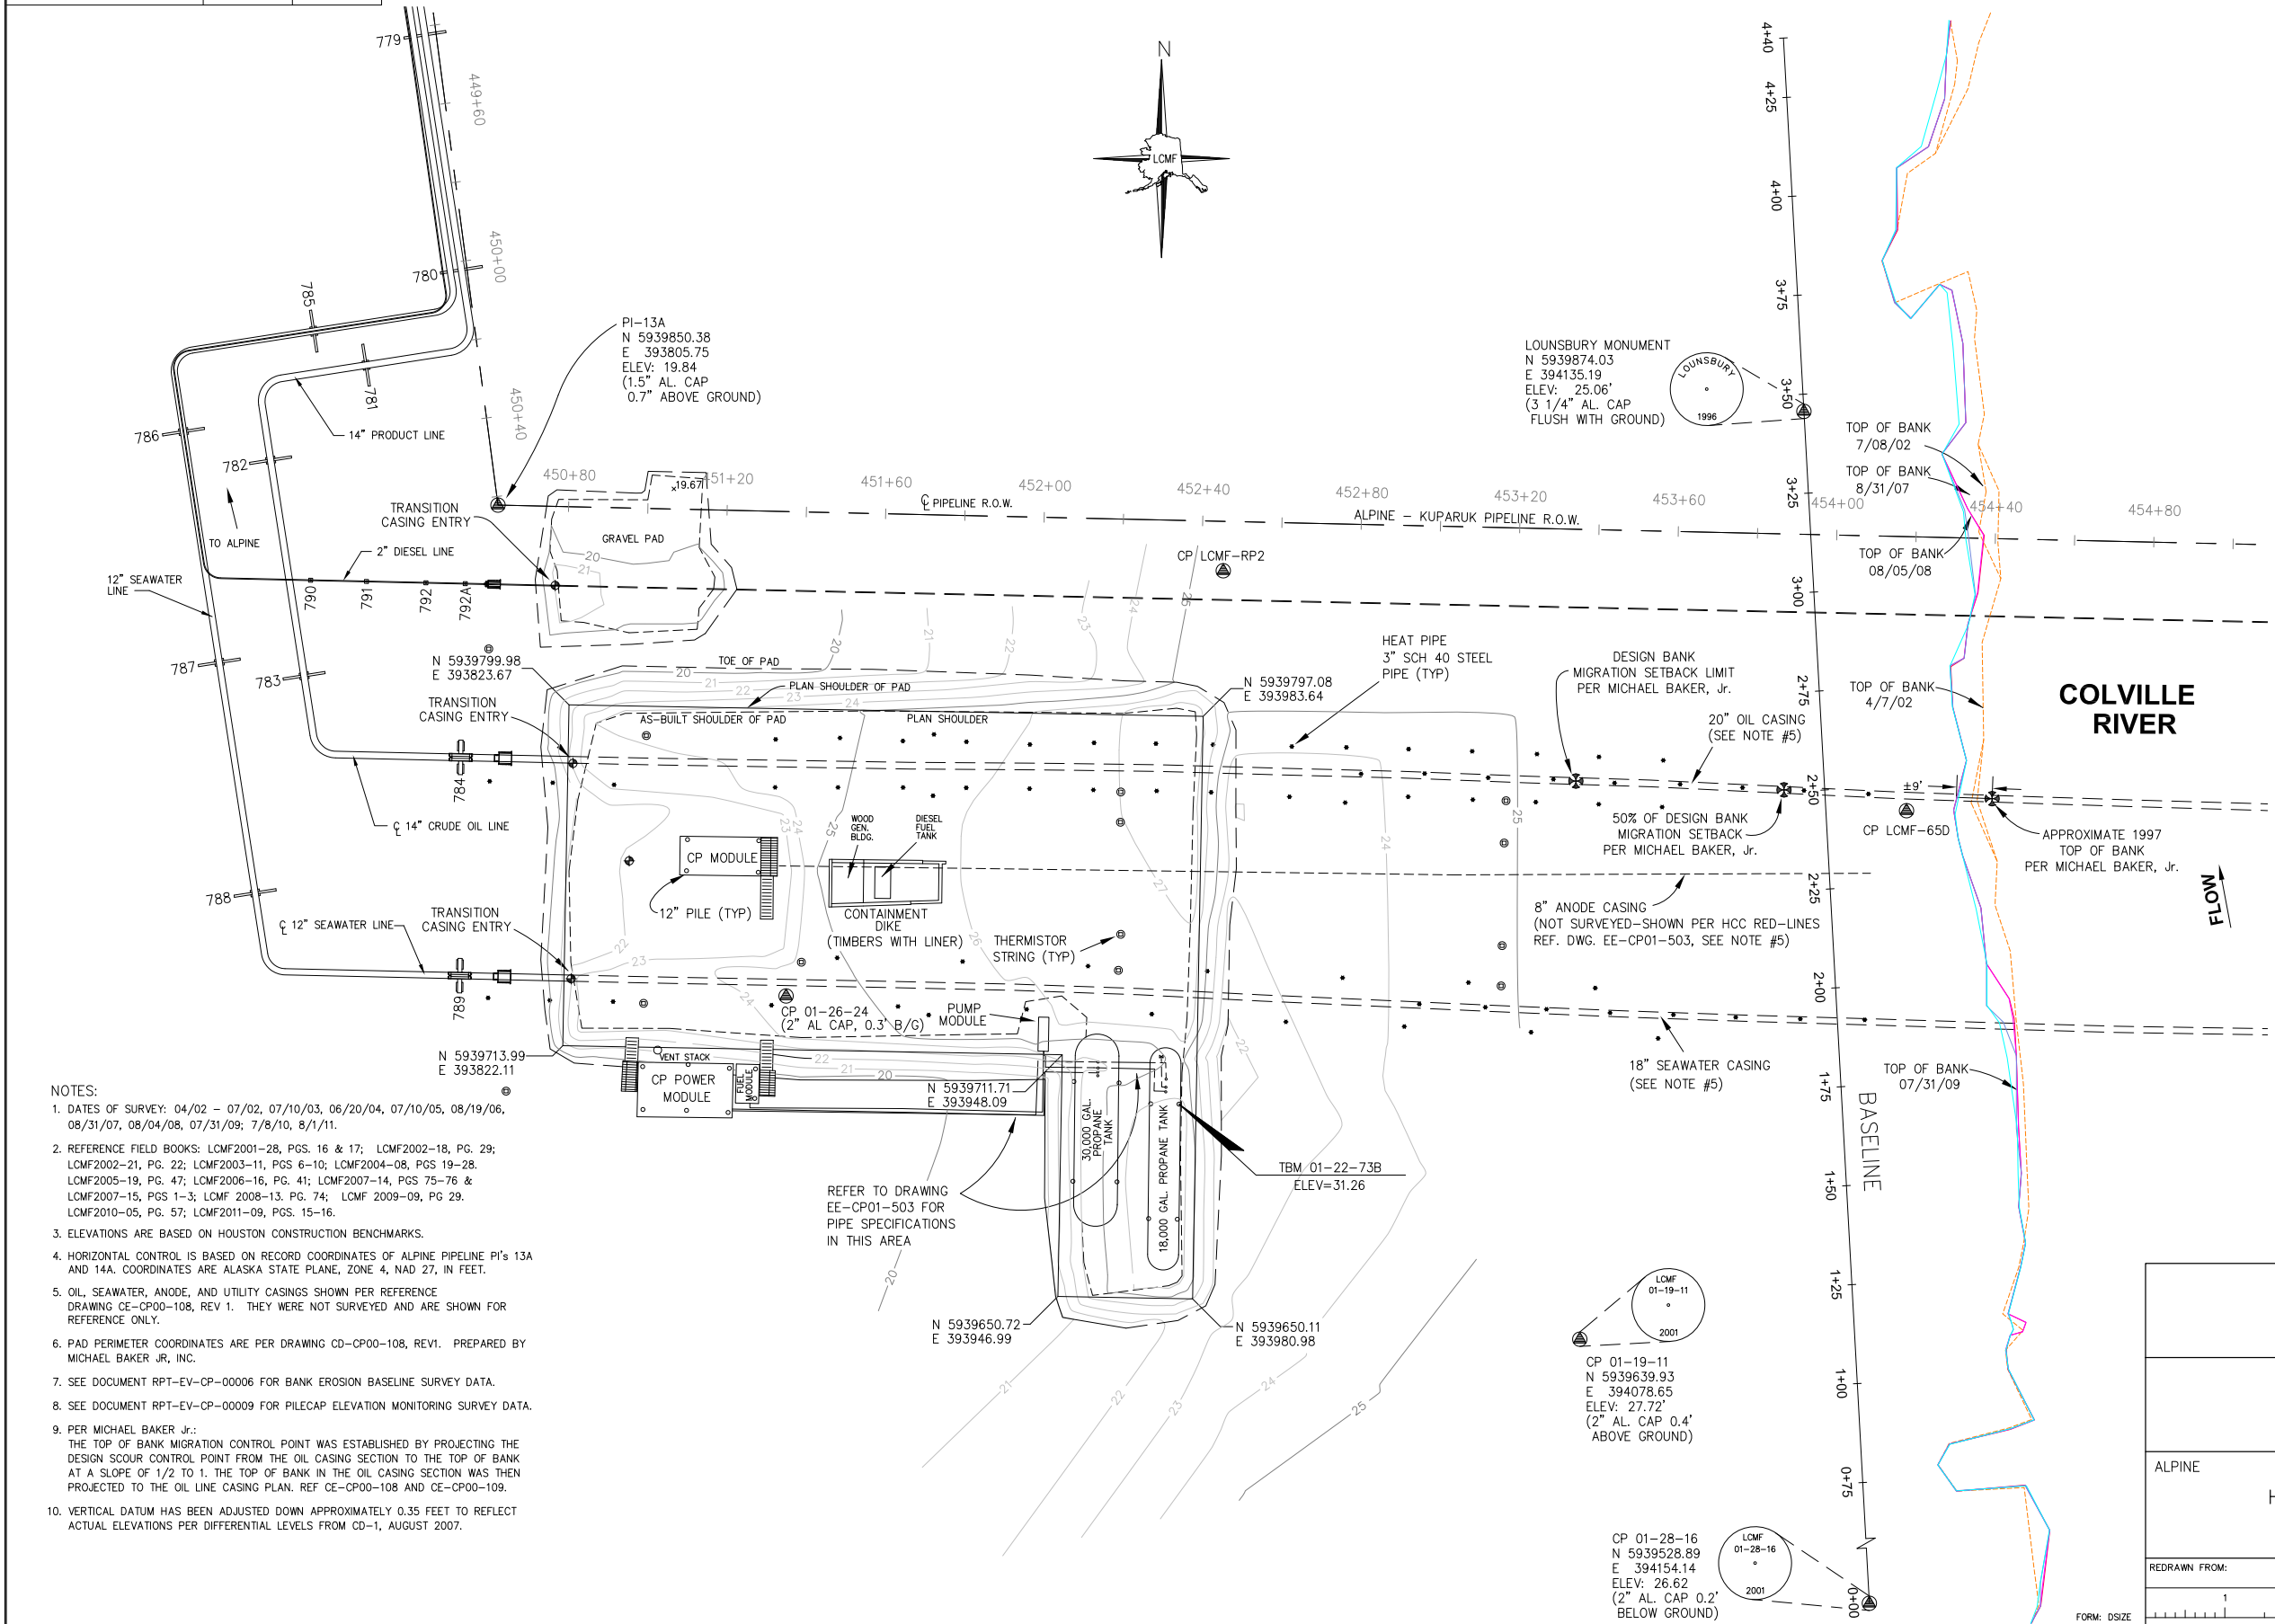 779
449+60
780
450+00
785
450+40
781
786
782
14" PRODUCT LINE
TO ALPINE
12" SEAWATER
LINE
2" DIESEL LINE
790
791
792
792A
787
783
784
788
789
℄ 14" CRUDE OIL LINE
℄ 12" SEAWATER LINE
N
LCMF
PI-13A
N 5939850.38
E 393805.75
ELEV: 19.84
(1.5" AL. CAP
0.7" ABOVE GROUND)
TRANSITION
CASING ENTRY
450+80
451+20
451+60
452+00
452+40
452+80
453+20
453+60
454+00
454+40
454+80
x19.67
℄ PIPELINE R.O.W.
ALPINE - KUPARUK PIPELINE R.O.W.
GRAVEL PAD
20
21
CP LCMF-RP2
LOUNSBURY MONUMENT
N 5939874.03
E 394135.19
ELEV: 25.06'
(3 1/4" AL. CAP
FLUSH WITH GROUND)
LOUNSBURY
1996
4+40
4+25
4+00
3+75
3+50
3+25
3+00
2+75
2+50
2+25
2+00
1+75
1+50
1+25
1+00
0+75
0+00
BASELINE
TOP OF BANK
7/08/02
TOP OF BANK
8/31/07
TOP OF BANK
08/05/08
TOP OF BANK
4/7/02
COLVILLE
RIVER
FLOW
N 5939799.98
E 393823.67
TRANSITION
CASING ENTRY
TOE OF PAD
20
21
22
23
24
PLAN SHOULDER OF PAD
AS-BUILT SHOULDER OF PAD
PLAN SHOULDER
20
21
22
23
24
25
N 5939797.08
E 393983.64
HEAT PIPE
3" SCH 40 STEEL
PIPE (TYP)
DESIGN BANK
MIGRATION SETBACK LIMIT
PER MICHAEL BAKER, Jr.
20" OIL CASING
(SEE NOTE #5)
50% OF DESIGN BANK
MIGRATION SETBACK
PER MICHAEL BAKER, Jr.
±9'
CP LCMF-65D
APPROXIMATE 1997
TOP OF BANK
PER MICHAEL BAKER, Jr.
23
24
25
WOOD
GEN.
BLDG.
DIESEL
FUEL
TANK
CP MODULE
12" PILE (TYP)
CONTAINMENT
DIKE
(TIMBERS WITH LINER)
THERMISTOR
STRING (TYP)
27
26
24
25
22
23
24
8" ANODE CASING
(NOT SURVEYED-SHOWN PER HCC RED-LINES
REF. DWG. EE-CP01-503, SEE NOTE #5)
TRANSITION
CASING ENTRY
CP 01-26-24
(2" AL CAP, 0.3' B/G)
PUMP
MODULE
22
18" SEAWATER CASING
(SEE NOTE #5)
TOP OF BANK
07/31/09
N 5939713.99
E 393822.11
VENT STACK
CP POWER
MODULE
FUEL
MODULE
22
21
20
N 5939711.71
E 393948.09
30,000 GAL.
PROPANE
TANK
18,000 GAL. PROPANE TANK
TBM 01-22-73B
ELEV=31.26
REFER TO DRAWING
EE-CP01-503 FOR
PIPE SPECIFICATIONS
IN THIS AREA
20
N 5939650.72
E 393946.99
N 5939650.11
E 393980.98
21
22
23
24
25
LCMF
01-19-11
2001
CP 01-19-11
N 5939639.93
E 394078.65
ELEV: 27.72'
(2" AL. CAP 0.4'
ABOVE GROUND)
CP 01-28-16
N 5939528.89
E 394154.14
ELEV: 26.62
(2" AL. CAP 0.2'
BELOW GROUND)
LCMF
01-28-16
2001
NOTES:
1. DATES OF SURVEY: 04/02 - 07/02, 07/10/03, 06/20/04, 07/10/05, 08/19/06,
08/31/07, 08/04/08, 07/31/09; 7/8/10, 8/1/11.
2. REFERENCE FIELD BOOKS: LCMF2001-28, PGS. 16 & 17; LCMF2002-18, PG. 29;
LCMF2002-21, PG. 22; LCMF2003-11, PGS 6-10; LCMF2004-08, PGS 19-28.
LCMF2005-19, PG. 47; LCMF2006-16, PG. 41; LCMF2007-14, PGS 75-76 &
LCMF2007-15, PGS 1-3; LCMF 2008-13. PG. 74; LCMF 2009-09, PG 29.
LCMF2010-05, PG. 57; LCMF2011-09, PGS. 15-16.
3. ELEVATIONS ARE BASED ON HOUSTON CONSTRUCTION BENCHMARKS.
4. HORIZONTAL CONTROL IS BASED ON RECORD COORDINATES OF ALPINE PIPELINE PI's 13A
AND 14A. COORDINATES ARE ALASKA STATE PLANE, ZONE 4, NAD 27, IN FEET.
5. OIL, SEAWATER, ANODE, AND UTILITY CASINGS SHOWN PER REFERENCE
DRAWING CE-CP00-108, REV 1. THEY WERE NOT SURVEYED AND ARE SHOWN FOR
REFERENCE ONLY.
6. PAD PERIMETER COORDINATES ARE PER DRAWING CD-CP00-108, REV1. PREPARED BY
MICHAEL BAKER JR, INC.
7. SEE DOCUMENT RPT-EV-CP-00006 FOR BANK EROSION BASELINE SURVEY DATA.
8. SEE DOCUMENT RPT-EV-CP-00009 FOR PILECAP ELEVATION MONITORING SURVEY DATA.
9. PER MICHAEL BAKER Jr.:
THE TOP OF BANK MIGRATION CONTROL POINT WAS ESTABLISHED BY PROJECTING THE
DESIGN SCOUR CONTROL POINT FROM THE OIL CASING SECTION TO THE TOP OF BANK
AT A SLOPE OF 1/2 TO 1. THE TOP OF BANK IN THE OIL CASING SECTION WAS THEN
PROJECTED TO THE OIL LINE CASING PLAN. REF CE-CP00-108 AND CE-CP00-109.
10. VERTICAL DATUM HAS BEEN ADJUSTED DOWN APPROXIMATELY 0.35 FEET TO REFLECT
ACTUAL ELEVATIONS PER DIFFERENTIAL LEVELS FROM CD-1, AUGUST 2007.
ALPINE
REDRAWN FROM:
1
FORM: DSIZE